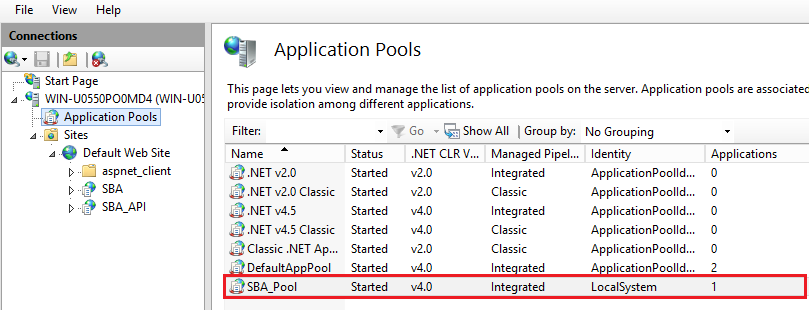 File View Help
Connections
Start Page
WIN-U0550PO0MD4 (WIN-U05
Application Pools
Sites
Default Web Site
aspnet_client
SBA
SBA_API
Application Pools
This page lets you view and manage the list of application pools on the server. Application pools are associated
provide isolation among different applications.
Filter: Go Show All Group by: No Grouping
Name Status .NET CLR V... Managed Pipel... Identity Applications
.NET v2.0 Started v2.0 Integrated ApplicationPoolId... 0
.NET v2.0 Classic Started v2.0 Classic ApplicationPoolId... 0
.NET v4.5 Started v4.0 Integrated ApplicationPoolId... 0
.NET v4.5 Classic Started v4.0 Classic ApplicationPoolId... 0
Classic .NET Ap... Started v2.0 Classic ApplicationPoolId... 0
DefaultAppPool Started v4.0 Integrated ApplicationPoolId... 2
SBA_Pool Started v4.0 Integrated LocalSystem 1